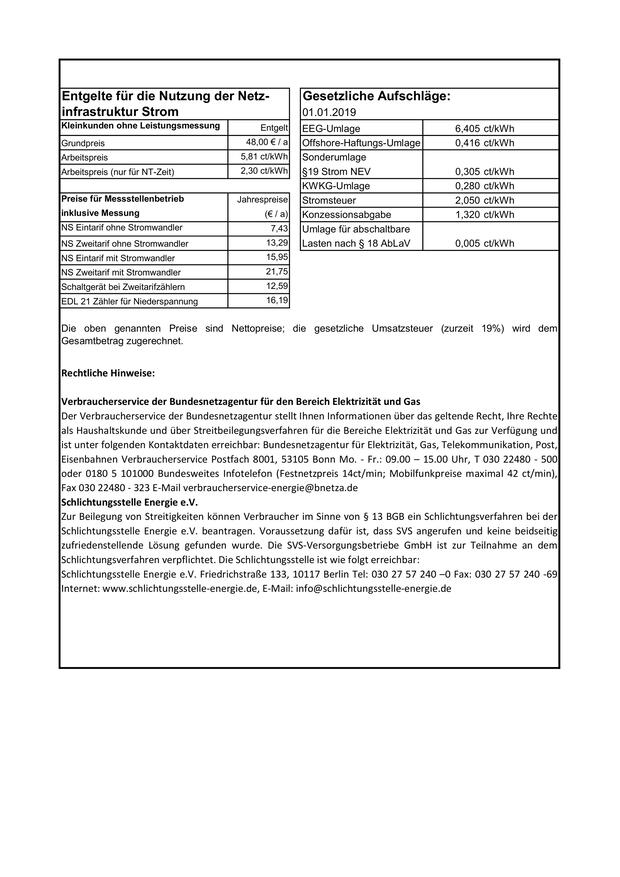 Entgelte für die Nutzung der Netz-
infrastruktur Strom
Kleinkunden ohne Leistungsmessung Entgelt
Grundpreis 48,00 € / a
Arbeitspreis 5,81 ct/kWh
Arbeitspreis (nur für NT-Zeit) 2,30 ct/kWh
Preise für Messstellenbetrieb Jahrespreise
inklusive Messung (€ / a)
NS Eintarif ohne Stromwandler 7,43
NS Zweitarif ohne Stromwandler 13,29
NS Eintarif mit Stromwandler 15,95
NS Zweitarif mit Stromwandler 21,75
Schaltgerät bei Zweitarifzählern 12,59
EDL 21 Zähler für Niederspannung 16,19
Gesetzliche Aufschläge:
01.01.2019
EEG-Umlage 6,405 ct/kWh
Offshore-Haftungs-Umlage 0,416 ct/kWh
Sonderumlage
§19 Strom NEV 0,305 ct/kWh
KWKG-Umlage 0,280 ct/kWh
Stromsteuer 2,050 ct/kWh
Konzessionsabgabe 1,320 ct/kWh
Umlage für abschaltbare
Lasten nach § 18 AbLaV 0,005 ct/kWh
Die oben genannten Preise sind Nettopreise; die gesetzliche Umsatzsteuer (zurzeit 19%) wird dem
Gesamtbetrag zugerechnet.
Rechtliche Hinweise:
Verbraucherservice der Bundesnetzagentur für den Bereich Elektrizität und Gas
Der Verbraucherservice der Bundesnetzagentur stellt Ihnen Informationen über das geltende Recht, Ihre Rechte
als Haushaltskunde und über Streitbeilegungsverfahren für die Bereiche Elektrizität und Gas zur Verfügung und
ist unter folgenden Kontaktdaten erreichbar: Bundesnetzagentur für Elektrizität, Gas, Telekommunikation, Post,
Eisenbahnen Verbraucherservice Postfach 8001, 53105 Bonn Mo. - Fr.: 09.00 – 15.00 Uhr, T 030 22480 - 500
oder 0180 5 101000 Bundesweites Infotelefon (Festnetzpreis 14ct/min; Mobilfunkpreise maximal 42 ct/min),
Fax 030 22480 - 323 E-Mail verbraucherservice-energie@bnetza.de
Schlichtungsstelle Energie e.V.
Zur Beilegung von Streitigkeiten können Verbraucher im Sinne von § 13 BGB ein Schlichtungsverfahren bei der
Schlichtungsstelle Energie e.V. beantragen. Voraussetzung dafür ist, dass SVS angerufen und keine beidseitig
zufriedenstellende Lösung gefunden wurde. Die SVS-Versorgungsbetriebe GmbH ist zur Teilnahme an dem
Schlichtungsverfahren verpflichtet. Die Schlichtungsstelle ist wie folgt erreichbar:
Schlichtungsstelle Energie e.V. Friedrichstraße 133, 10117 Berlin Tel: 030 27 57 240 –0 Fax: 030 27 57 240 -69
Internet: www.schlichtungsstelle-energie.de, E-Mail: info@schlichtungsstelle-energie.de